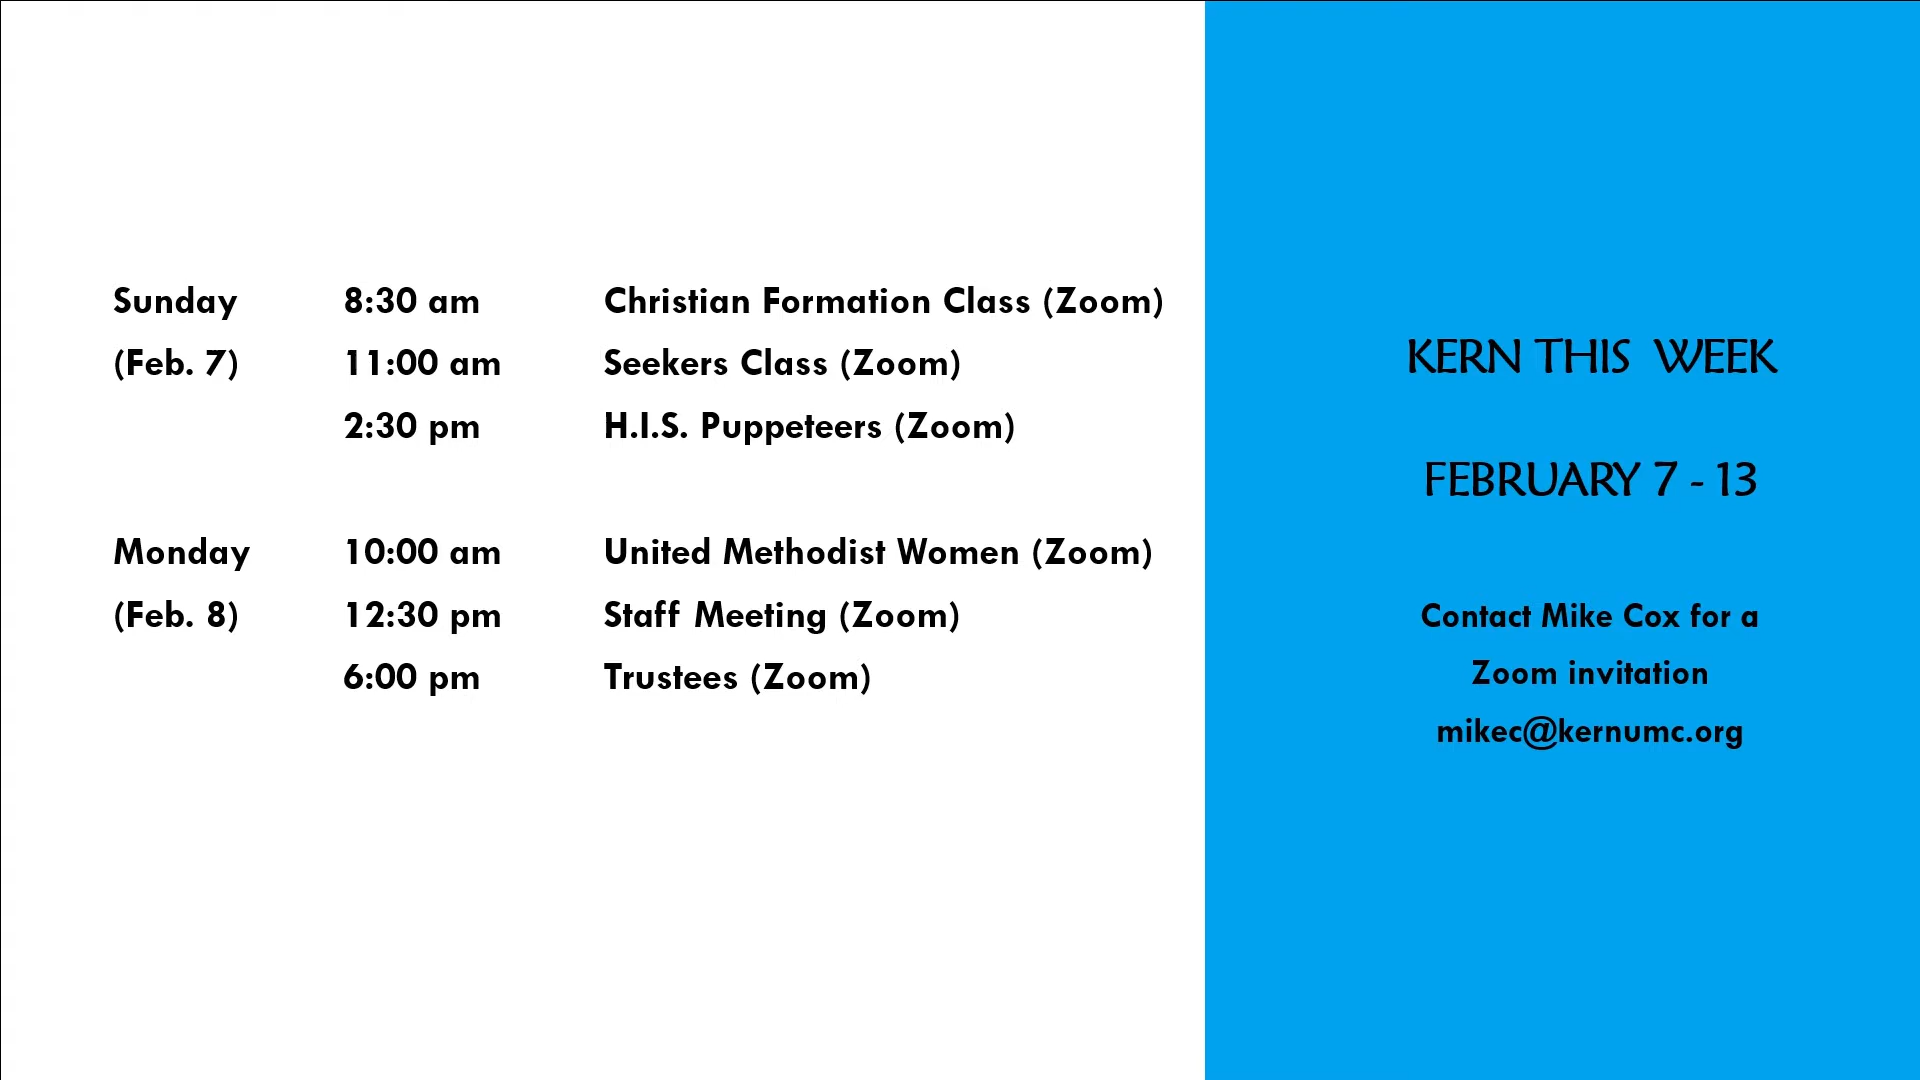 Sunday 8:30 am Christian Formation Class (Zoom)
(Feb. 7) 11:00 am Seekers Class (Zoom)
2:30 pm H.I.S. Puppeteers (Zoom)
Monday 10:00 am United Methodist Women (Zoom)
(Feb. 8) 12:30 pm Staff Meeting (Zoom)
6:00 pm Trustees (Zoom)
KERN THIS WEEK
FEBRUARY 7 - 13
Contact Mike Cox for a
Zoom invitation
mikec@kernumc.org